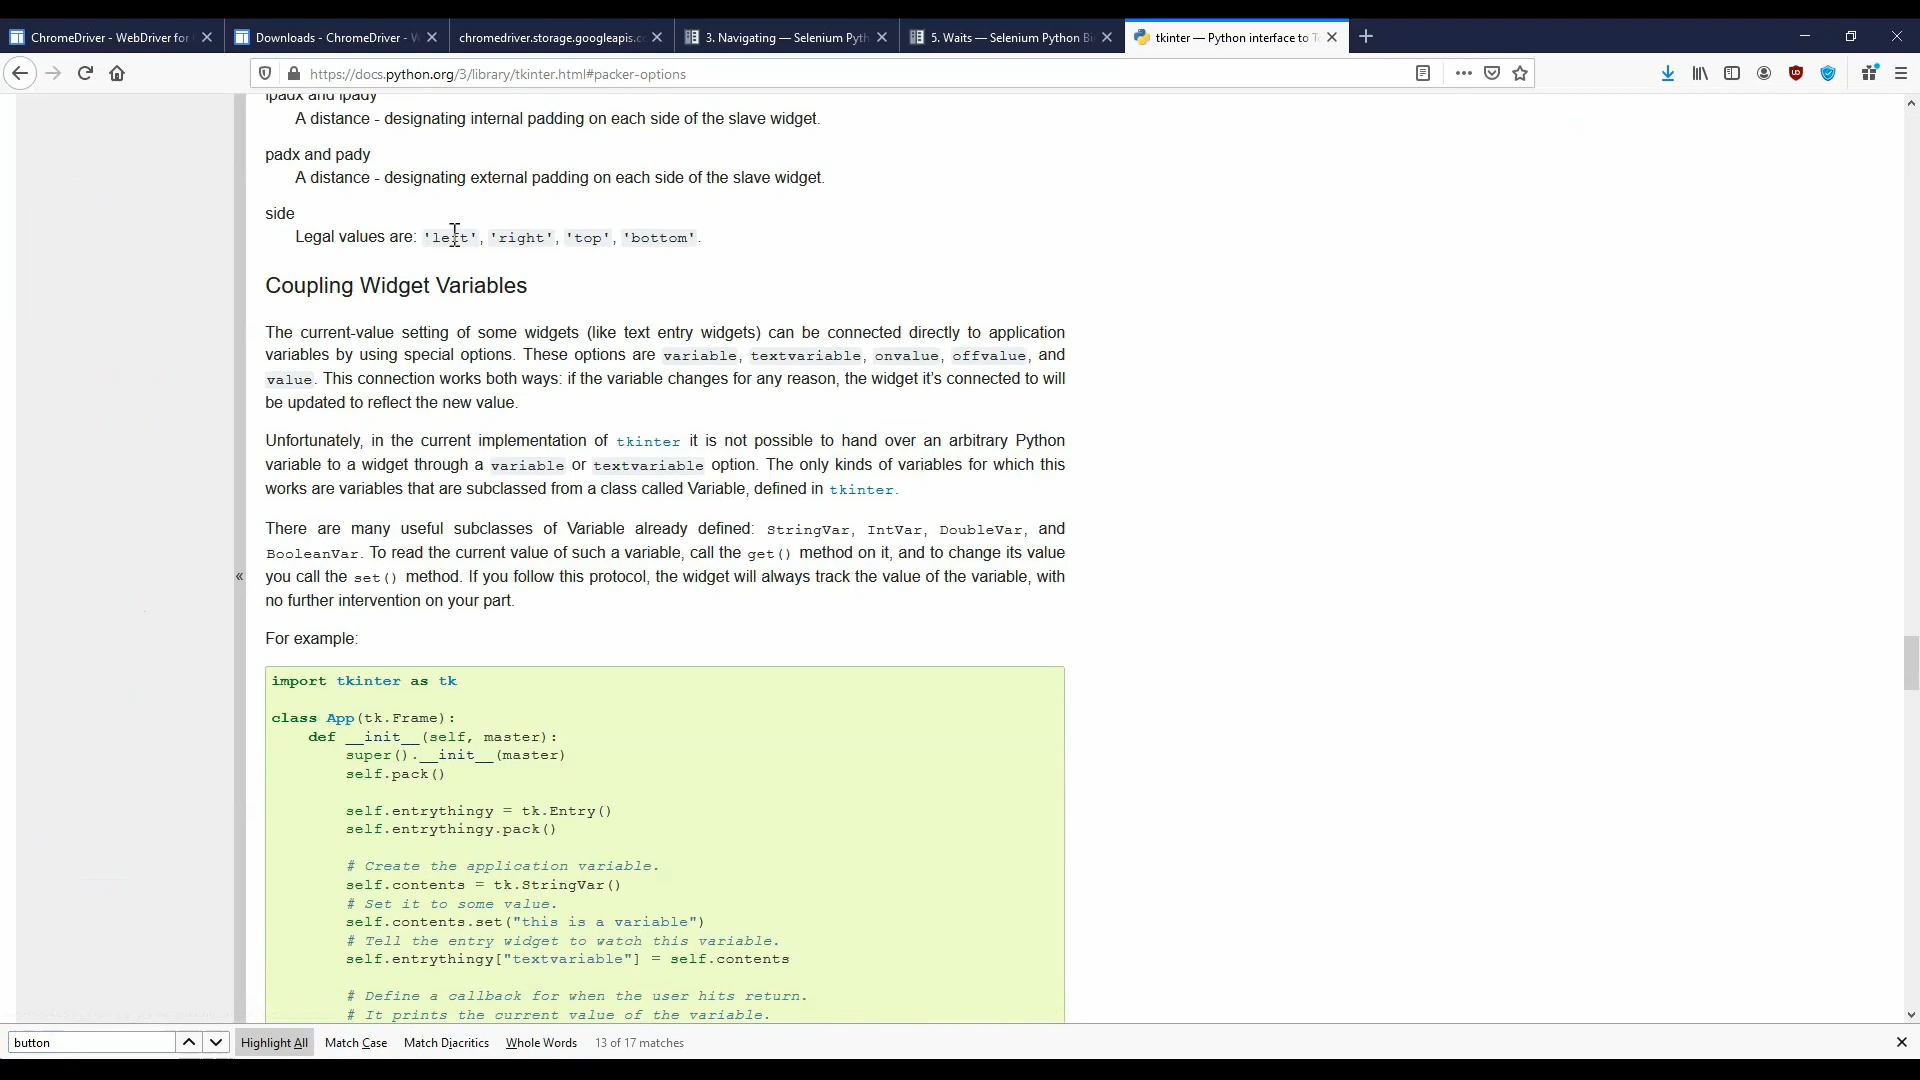 ChromeDriver - WebDriver for
Downloads - ChromeDriver - W
chromedriver.storage.googleapis.c
3. Navigating — Selenium Pyth
5. Waits — Selenium Python Bi
tkinter — Python interface to T
https://docs.python.org/3/library/tkinter.html#packer-options
ipadx and ipady
A distance - designating internal padding on each side of the slave widget.
padx and pady
A distance - designating external padding on each side of the slave widget.
side
Legal values are: 'left', 'right', 'top', 'bottom'.
Coupling Widget Variables
The current-value setting of some widgets (like text entry widgets) can be connected directly to application
variables by using special options. These options are variable, textvariable, onvalue, offvalue, and
value. This connection works both ways: if the variable changes for any reason, the widget it’s connected to will
be updated to reflect the new value.
Unfortunately, in the current implementation of tkinter it is not possible to hand over an arbitrary Python
variable to a widget through a variable or textvariable option. The only kinds of variables for which this
works are variables that are subclassed from a class called Variable, defined in tkinter.
There are many useful subclasses of Variable already defined: StringVar, IntVar, DoubleVar, and
BooleanVar. To read the current value of such a variable, call the get() method on it, and to change its value
you call the set() method. If you follow this protocol, the widget will always track the value of the variable, with
no further intervention on your part.
«
For example:
import tkinter as tk
class App(tk.Frame):
def __init__(self, master):
super().__init__(master)
self.pack()
self.entrythingy = tk.Entry()
self.entrythingy.pack()
# Create the application variable.
self.contents = tk.StringVar()
# Set it to some value.
self.contents.set("this is a variable")
# Tell the entry widget to watch this variable.
self.entrythingy["textvariable"] = self.contents
# Define a callback for when the user hits return.
# It prints the current value of the variable.
button
Highlight All
Match Case
Match Diacritics
Whole Words
13 of 17 matches